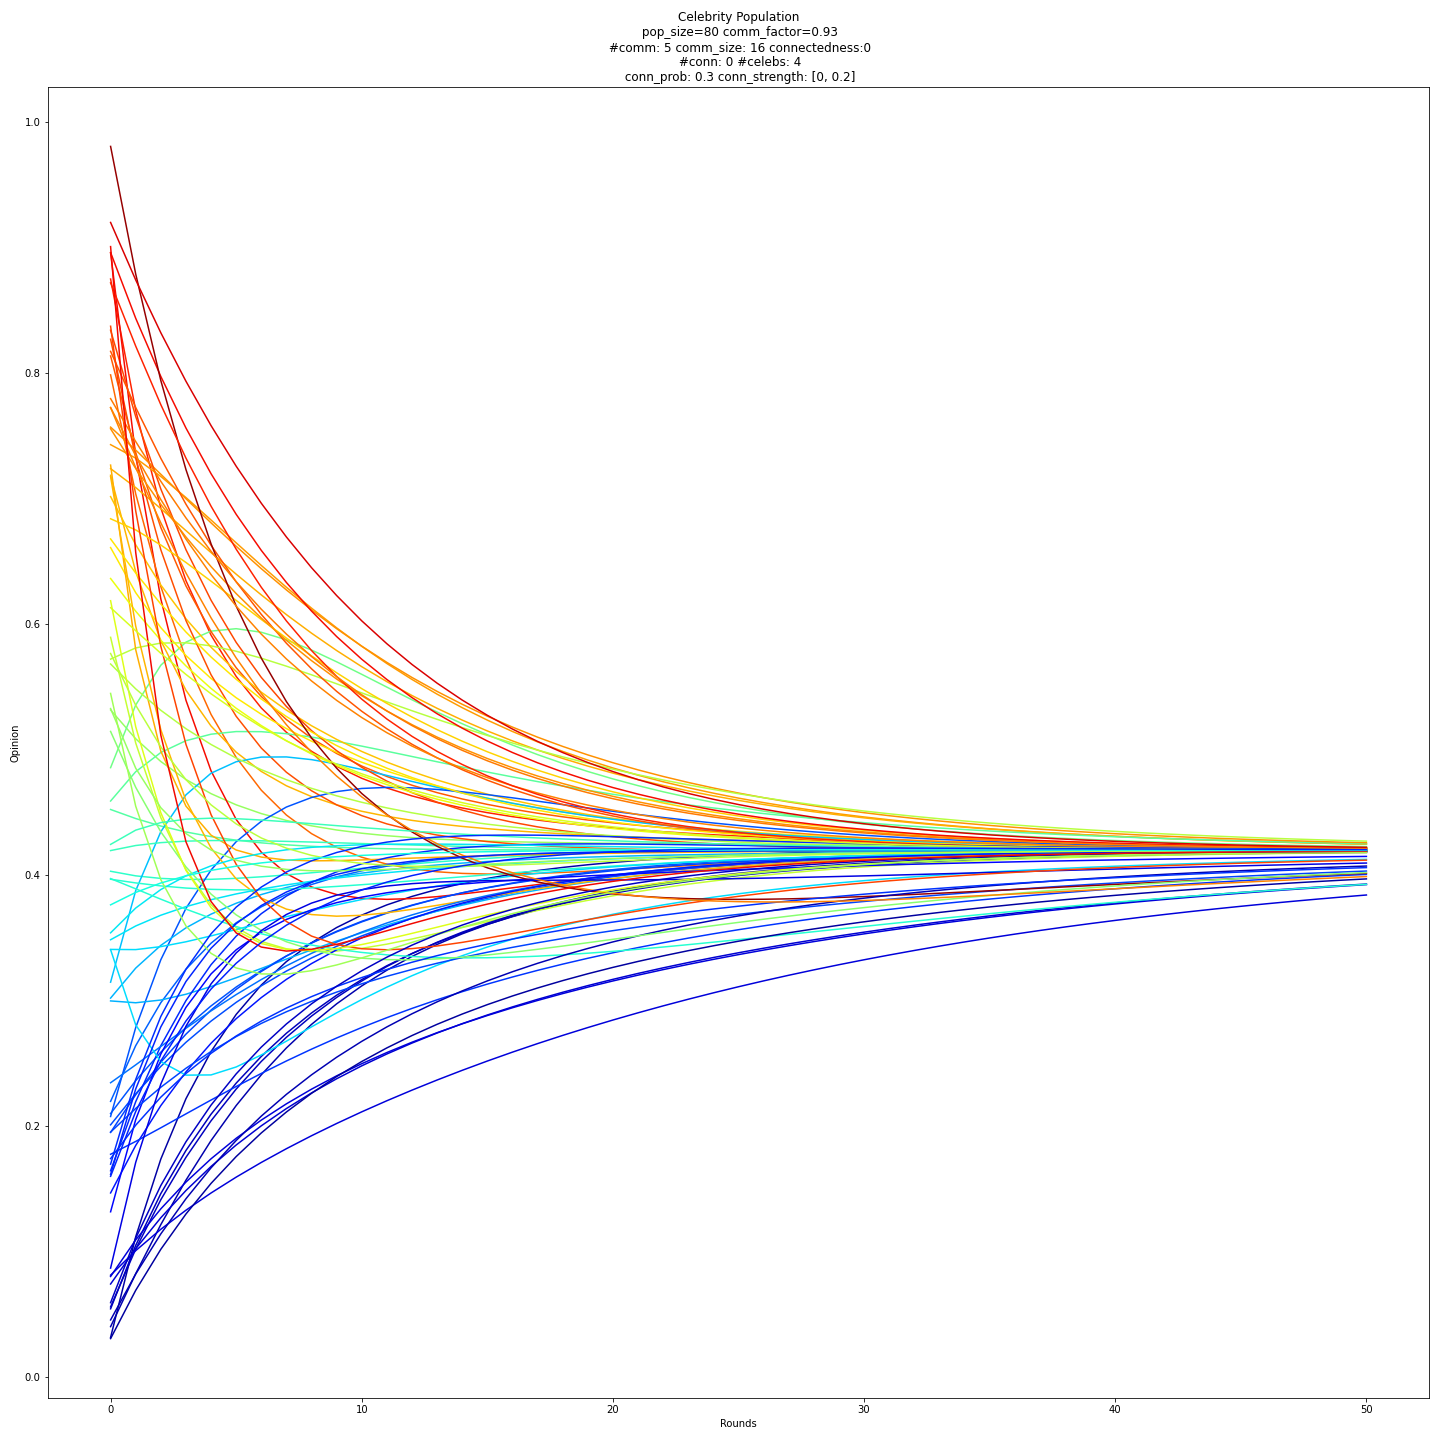 Celebrity Population
pop_size=80 comm_factor=0.93
#comm: 5 comm_size: 16 connectedness:0
#conn: 0 #celebs: 4
conn_prob: 0.3 conn_strength: [0, 0.2]
1.0
0.8
0.6
Opinion
0.4
0.2
0.0
0
10
20
30
40
50
Rounds